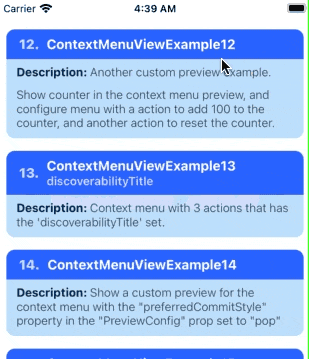 Carrier 4:39 AM
12. ContextMenuViewExample12
Description: Another custom preview example.
Show counter in the context menu preview, and
configure menu with a action to add 100 to the
counter, and another action to reset the counter.
13. ContextMenuViewExample13
discoverabilityTitle
Description: Context menu with 3 actions that has
the 'discoverabilityTitle' set.
14. ContextMenuViewExample14
Description: Show a custom preview for the
context menu with the "preferredCommitStyle"
property in the "PreviewConfig" prop set to "pop"